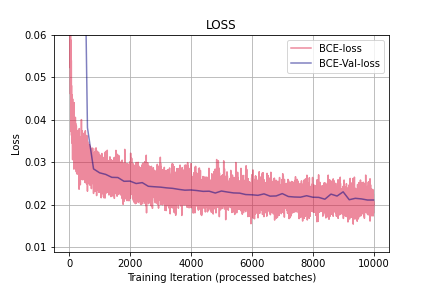 LOSS
BCE-loss
BCE-Val-loss
0.06
0.05
0.04
0.03
0.02
0.01
Loss
0 2000 4000 6000 8000 10000
Training Iteration (processed batches)